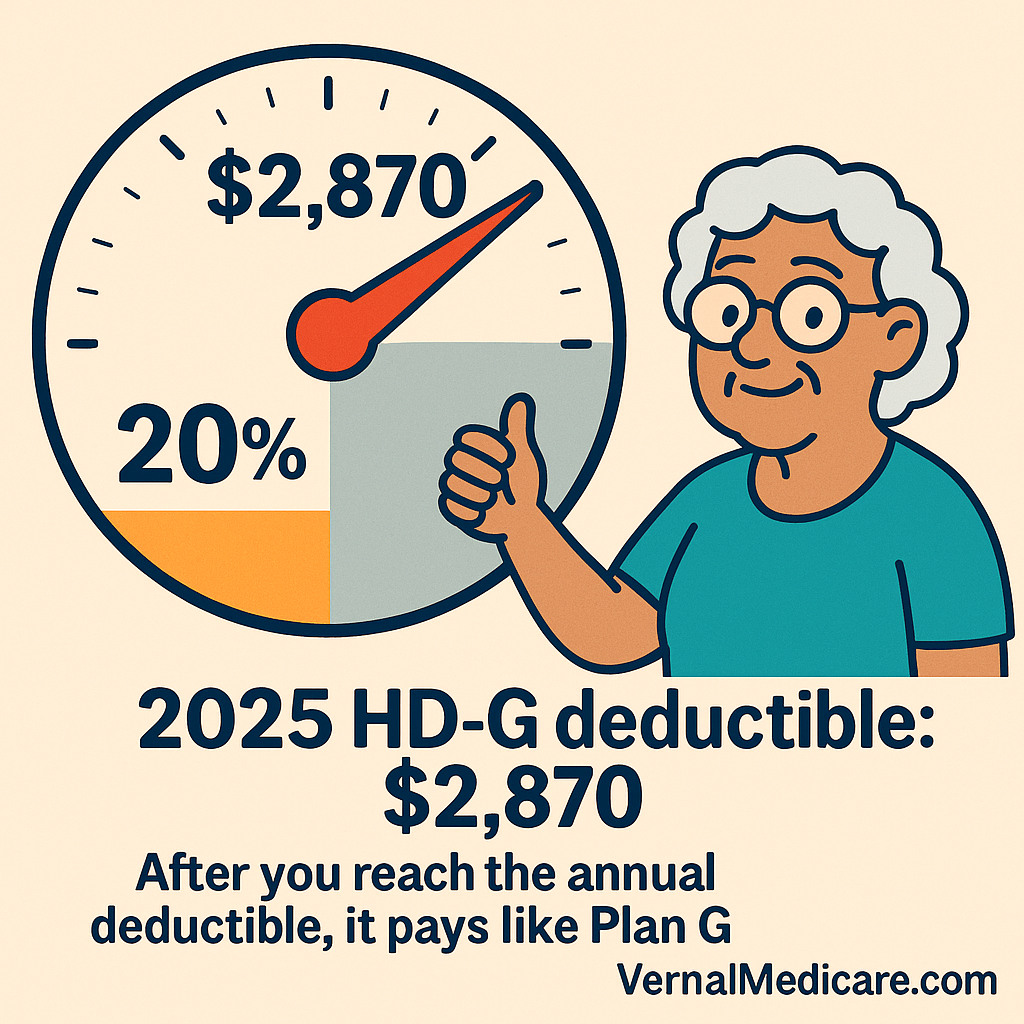 $2,870
20%
2025 HD-G deductible:
$2,870
After you reach the annual
deductible, it pays like Plan G
VernalMedicare.com